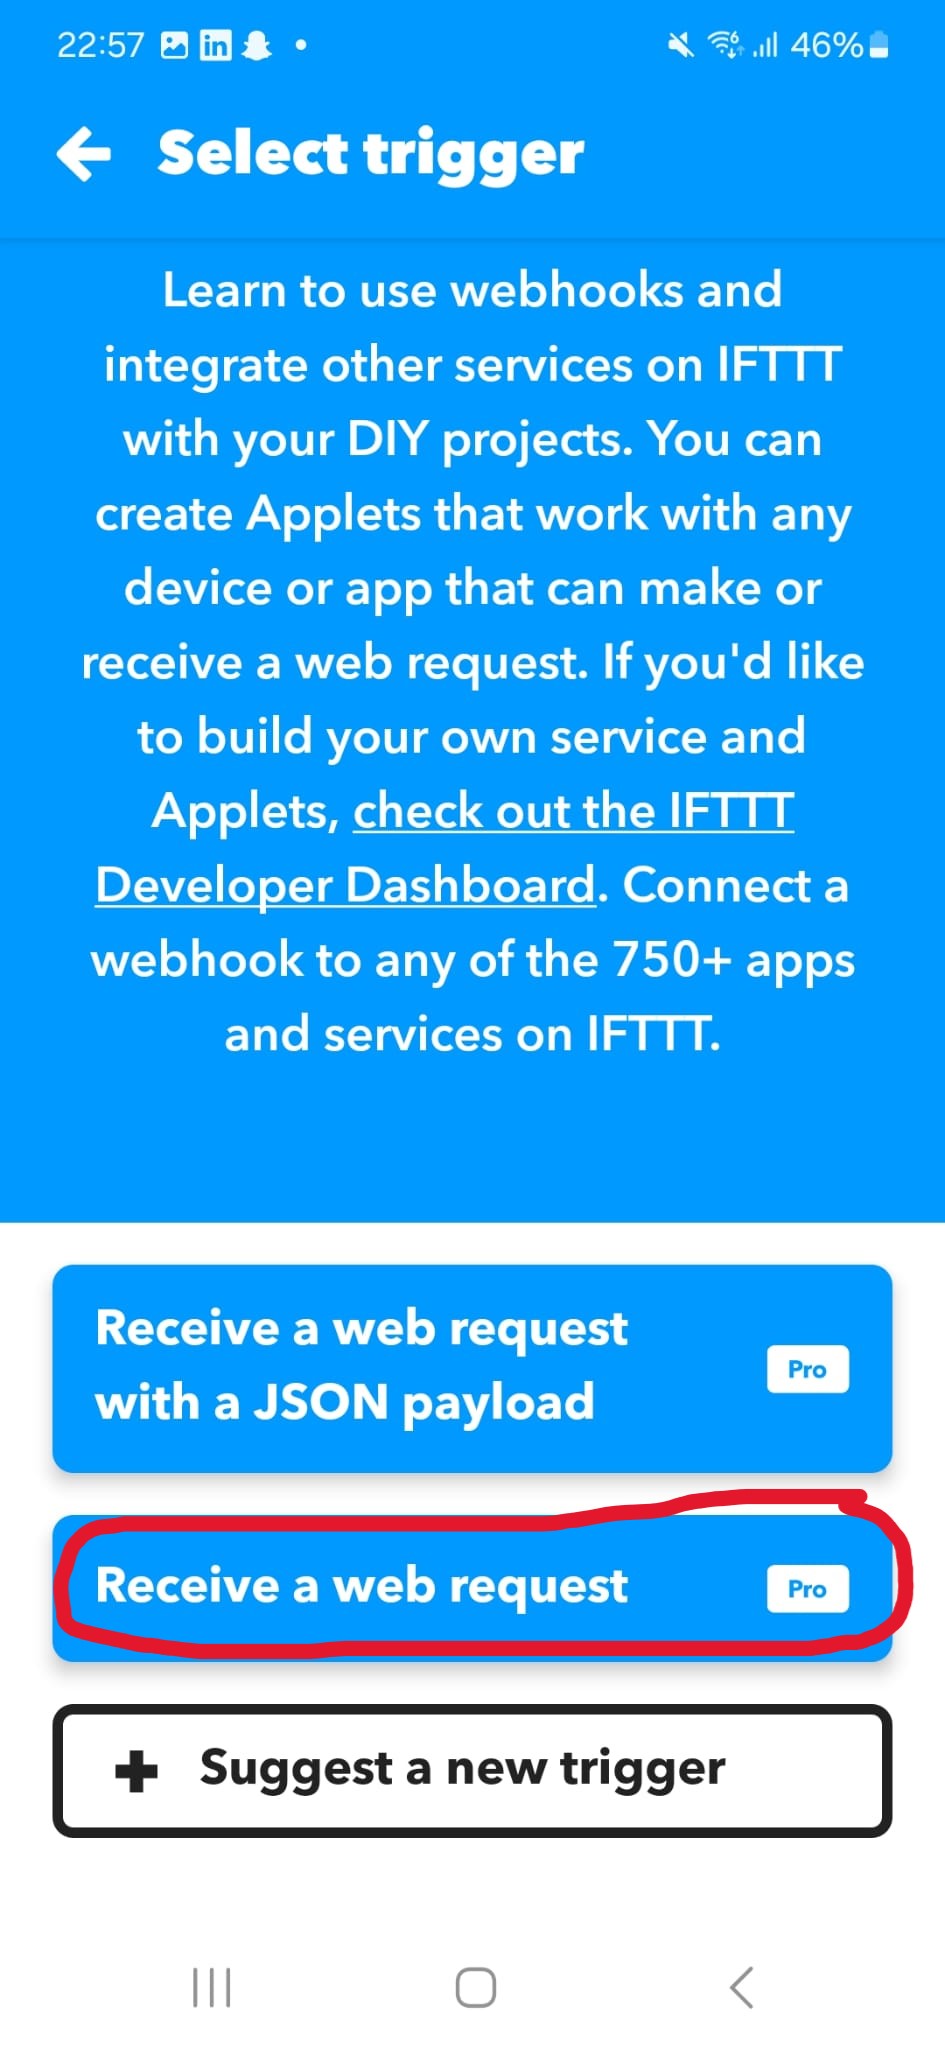 22:57
46%
Select trigger
Learn to use webhooks and
integrate other services on IFTTT
with your DIY projects. You can
create Applets that work with any
device or app that can make or
receive a web request. If you'd like
to build your own service and
Applets, check out the IFTTT
Developer Dashboard. Connect a
webhook to any of the 750+ apps
and services on IFTTT.
Receive a web request
with a JSON payload
Pro
Receive a web request
Pro
Suggest a new trigger